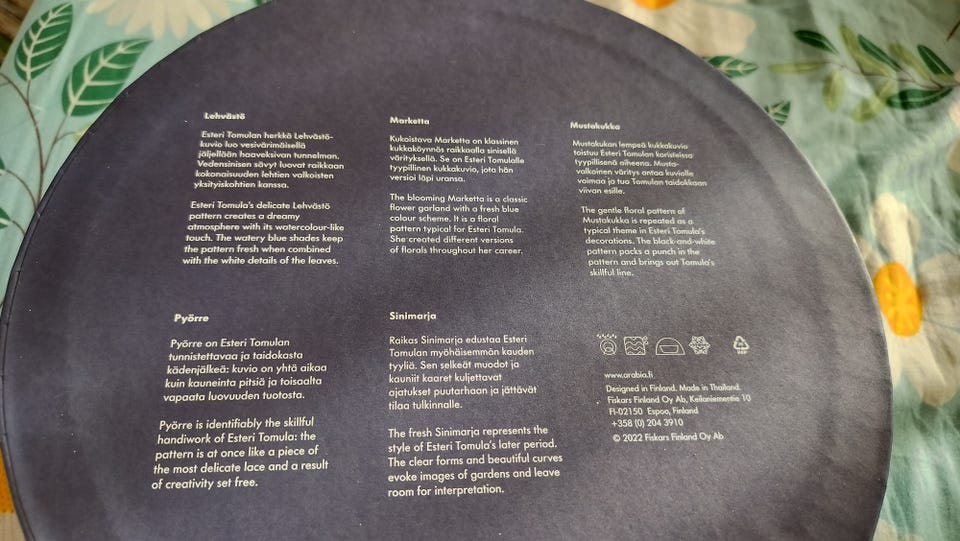 Lehvästö
Esteri Tomulan herkkä Lehvästö-
kuvio luo vesivärimäisellä
jäljellään haaveksivan tunnelman.
Vedensinisen sävyt luovat raikkaan
kokonaisuuden lehtien valkoisten
yksityiskohtien kanssa.
Esteri Tomula's delicate Lehvästö
pattern creates a dreamy
atmosphere with its watercolour-like
touch. The watery blue shades keep
the pattern fresh when combined
with the white details of the leaves.
Marketta
Kukoistava Marketta on klassinen
kukkaköynnös raikkaalla sinisellä
värityksellä. Se on Esteri Tomulalle
tyypillinen kukkakuvio, jota hän
versioi läpi uransa.
The blooming Marketta is a classic
flower garland with a fresh blue
colour scheme. It is a floral
pattern typical for Esteri Tomula.
She created different versions
of florals throughout her career.
Mustakukka
Mustakukan lempeä kukkakuvio
toistuu Esteri Tomulan koristeissa
tyypillisenä aiheena. Musta-
valkoinen väritys antaa kuviolle
voimaa ja tuo Tomulan taidokkaan
viivan esille.
The gentle floral pattern of
Mustakukka is repeated as a
typical theme in Esteri Tomula's
decorations. The black-and-white
pattern packs a punch in the
pattern and brings out Tomula's
skillful line.
Pyörre
Pyörre on Esteri Tomulan
tunnistettavaa ja taidokasta
kädenjälkeä: kuvio on yhtä aikaa
kuin kauneinta pitsiä ja toisaalta
vapaata luovuuden tuotosta.
Pyörre is identifiably the skillful
handiwork of Esteri Tomula: the
pattern is at once like a piece of
the most delicate lace and a result
of creativity set free.
Sinimarja
Raikas Sinimarja edustaa Esteri
Tomulan myöhäisemmän kauden
tyyliä. Sen selkeät muodot ja
kauniit kaaret kuljettavat
ajatukset puutarhaan ja jättävät
tilaa tulkinnalle.
The fresh Sinimarja represents the
style of Esteri Tomula's later period.
The clear forms and beautiful curves
evoke images of gardens and leave
room for interpretation.
www.arabia.fi
Designed in Finland. Made in Thailand.
Fiskars Finland Oy Ab, Keilaniementie 10
FI-02150 Espoo, Finland
+358 (0) 204 3910
© 2022 Fiskars Finland Oy Ab